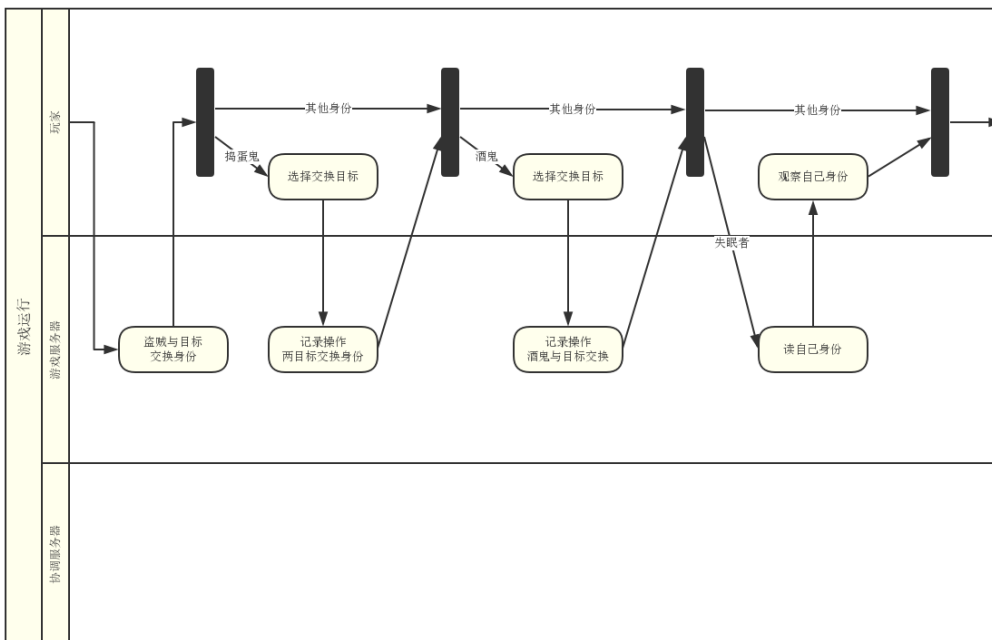 游戏运行
玩家
其他身份
其他身份
其他身份
捣蛋鬼
选择交换目标
酒鬼
选择交换目标
观察自己身份
失眠者
游戏服务器
盗贼与目标
交换身份
记录操作
两目标交换身份
记录操作
酒鬼与目标交换
读自己身份
协调服务器